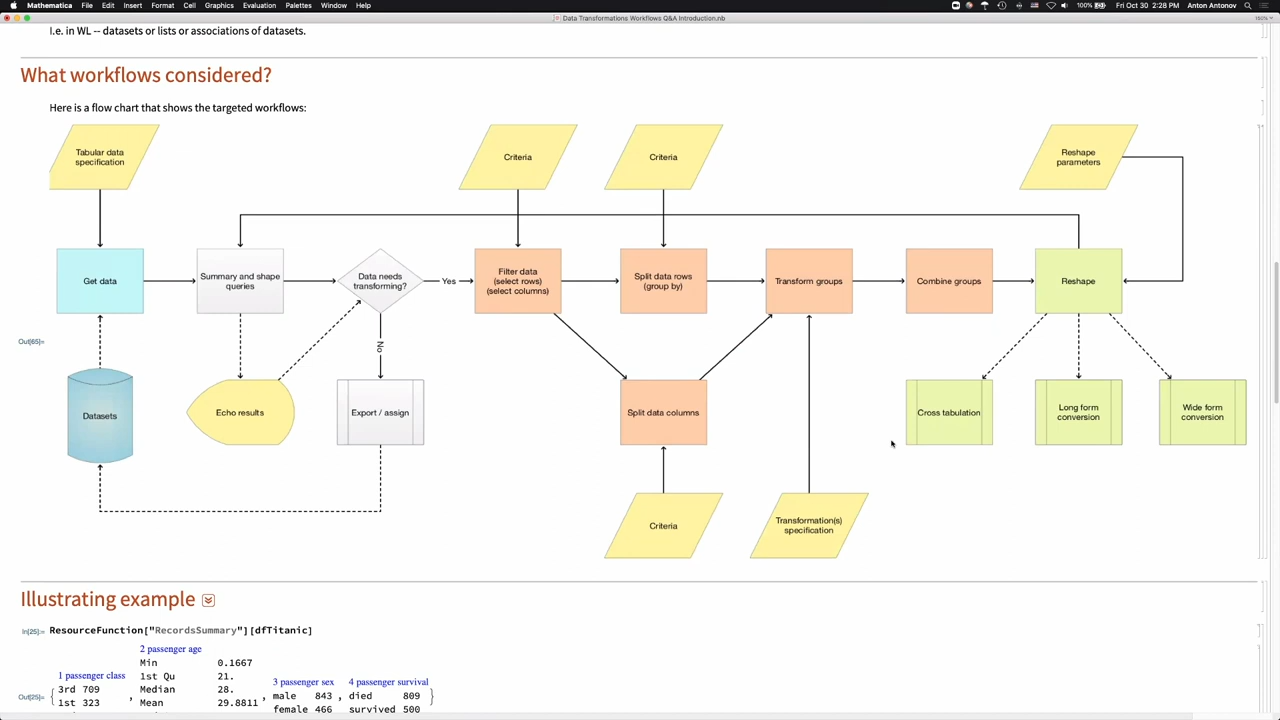 Mathematica File Edit Insert Format Cell Graphics Evaluation Palettes Window Help 100% Fri Oct 30 2:28 PM Anton Antonov
Data Transformations Workflows Q&A Introduction.nb
150%
I.e. in WL -- datasets or lists or associations of datasets.
What workflows considered?
Here is a flow chart that shows the targeted workflows:
Tabular data
specification
Criteria
Criteria
Reshape
parameters
Get data
Summary and shape
queries
Data needs
transforming?
Yes
Filter data
(select rows)
(select columns)
Split data rows
(group by)
Transform groups
Combine groups
Reshape
No
Out[65]=
Datasets
Echo results
Export / assign
Split data columns
Cross tabulation
Long form
conversion
Wide form
conversion
Criteria
Transformation(s)
specification
Illustrating example
In[25]:= ResourceFunction["RecordsSummary"][dfTitanic]
Out[25]= {
1 passenger class
3rd 709
1st 323
,
2 passenger age
Min 0.1667
1st Qu 21.
Median 28.
Mean 29.8811
,
3 passenger sex
male 843
female 466
,
4 passenger survival
died 809
survived 500
}